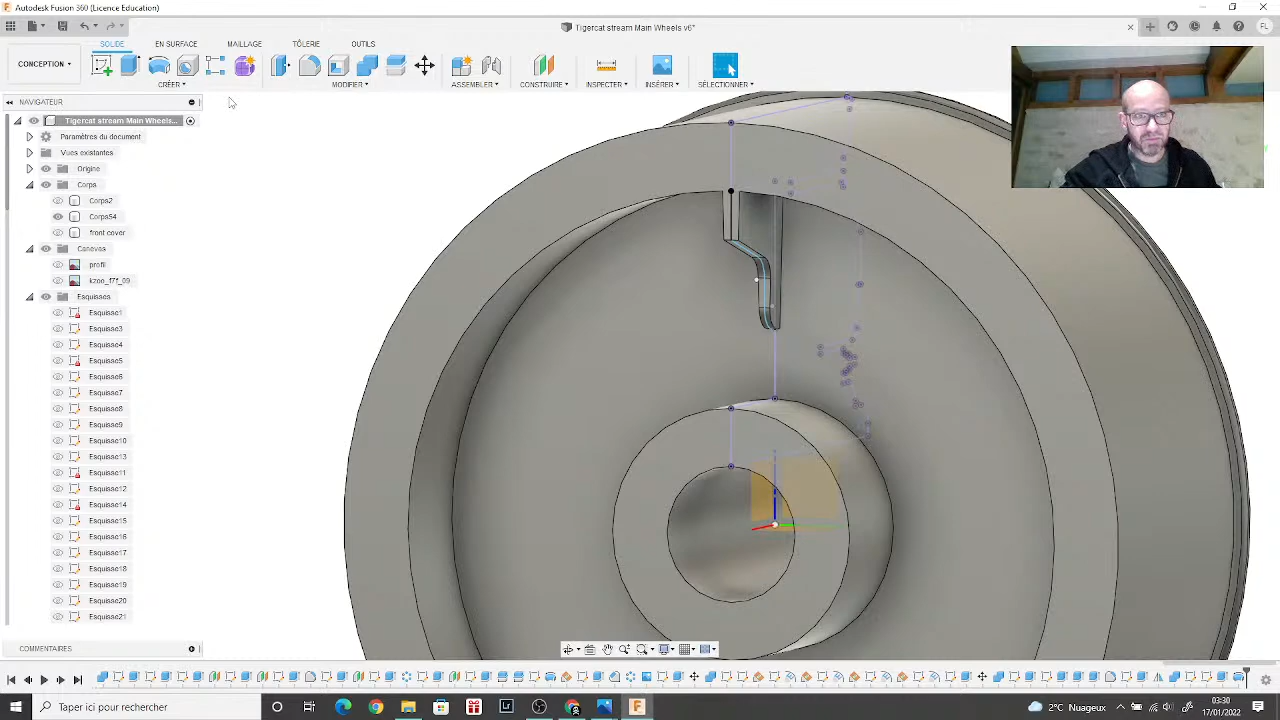 Autodesk Fusion 360 (Licence Education)
Tigercat stream Main Wheels v6*
FL
CONCEPTION
SOLIDE
EN SURFACE
MAILLAGE
TÔLERIE
OUTILS
CRÉER
MODIFIER
ASSEMBLER
CONSTRUIRE
INSPECTER
INSÉRER
SÉLECTIONNER
NAVIGATEUR
Tigercat stream Main Wheels...
Paramètres du document
Vues existantes
Origine
Corps
Corps2
Corps54
front cover
Canevas
profil
kzoo_f7f_09
Esquisses
Esquisse1
Esquisse3
Esquisse4
Esquisse5
Esquisse6
Esquisse7
Esquisse8
Esquisse9
Esquisse10
Esquisse13
Esquisse11
Esquisse12
Esquisse14
Esquisse15
Esquisse16
Esquisse17
Esquisse18
Esquisse19
Esquisse20
Esquisse21
COMMENTAIRES
Taper ici pour rechercher
2°C Nuageux
03:30
17/01/2022